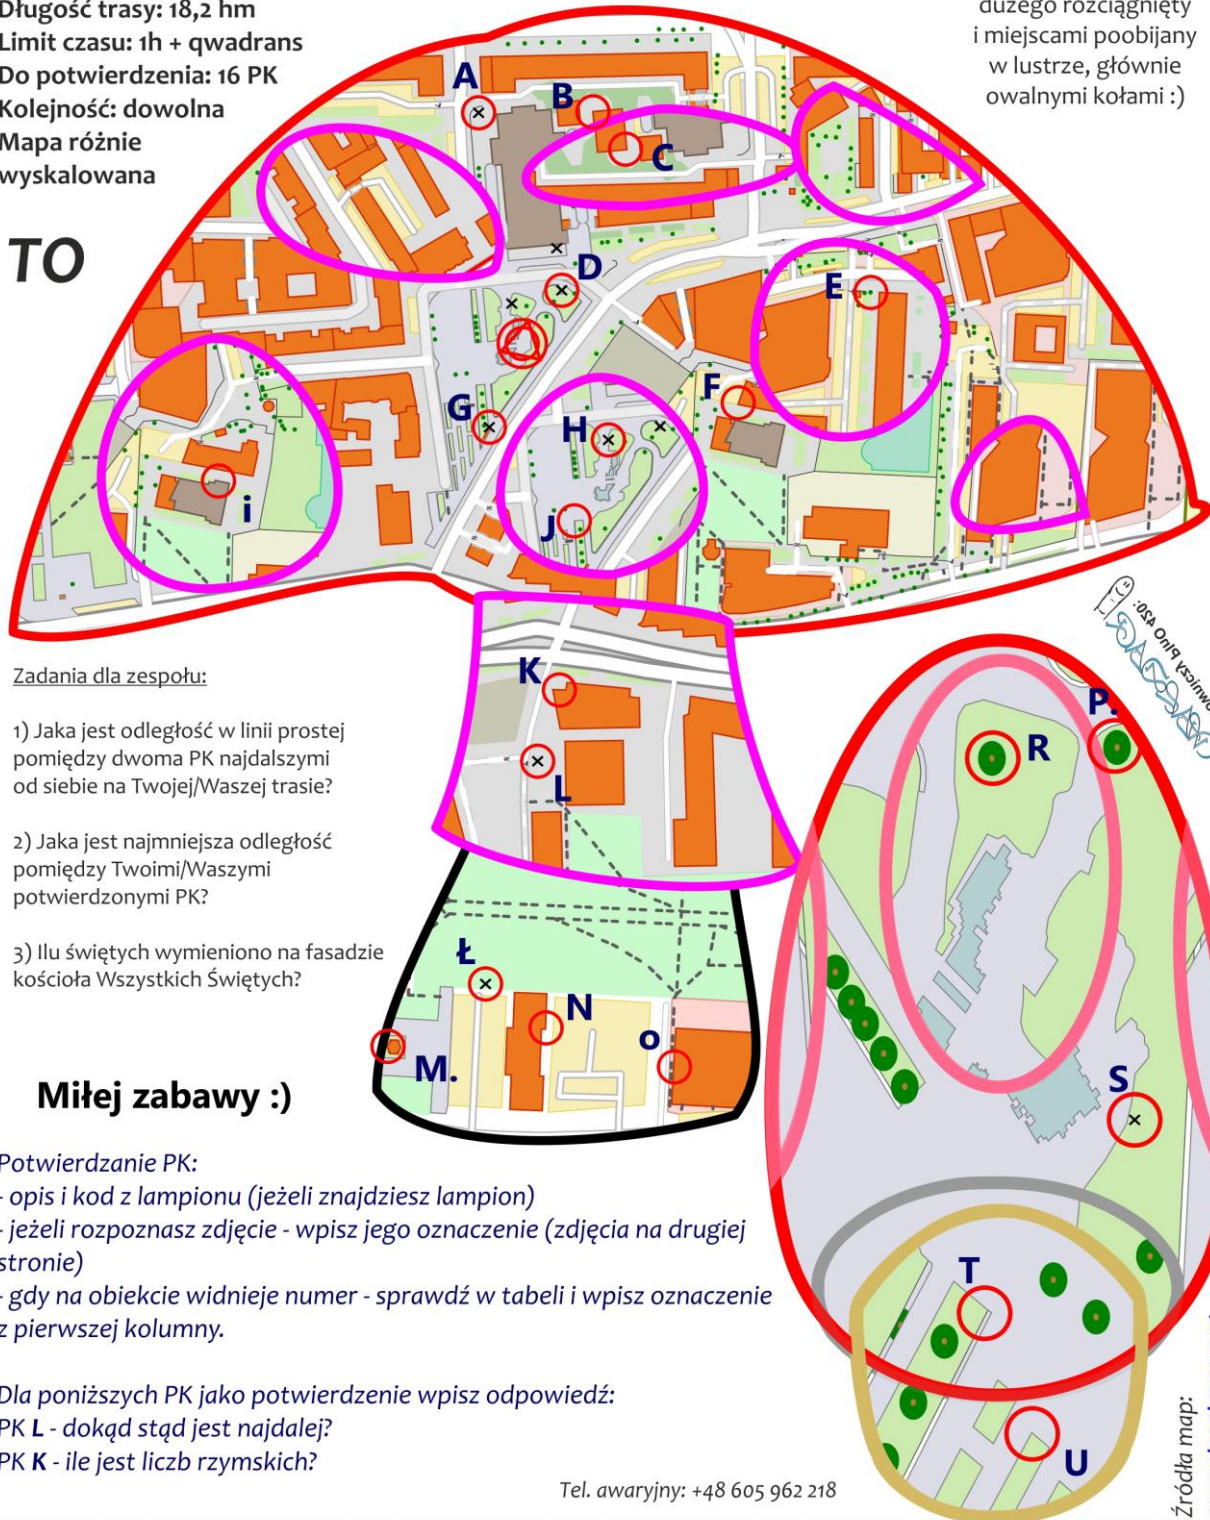 Długość trasy: 18,2 hm
Limit czasu: 1h + qwadrans
Do potwierdzenia: 16 PK
Kolejność: dowolna
Mapa różnie
wyskalowana
dużego rozciągnięty
i miejscami poobijany
w lustrze, głównie
owalnymi kołami :)
TO
A
B
C
D
E
F
G
H
i
J
K
L
Ł
N
o
M.
P.
R
S
T
U
Zadania dla zespołu:
1) Jaka jest odległość w linii prostej
pomiędzy dwoma PK najdalszymi
od siebie na Twojej/Waszej trasie?
2) Jaka jest najmniejsza odległość
pomiędzy Twoimi/Waszymi
potwierdzonymi PK?
3) Ilu świętych wymieniono na fasadzie
kościoła Wszystkich Świętych?
Miłej zabawy :)
Potwierdzanie PK:
- opis i kod z lampionu (jeżeli znajdziesz lampion)
- jeżeli rozpoznasz zdjęcie - wpisz jego oznaczenie (zdjęcia na drugiej
stronie)
- gdy na obiekcie widnieje numer - sprawdź w tabeli i wpisz oznaczenie
z pierwszej kolumny.
Dla poniższych PK jako potwierdzenie wpisz odpowiedź:
PK L - dokąd stąd jest najdalej?
PK K - ile jest liczb rzymskich?
Tel. awaryjny: +48 605 962 218
Źródła map: